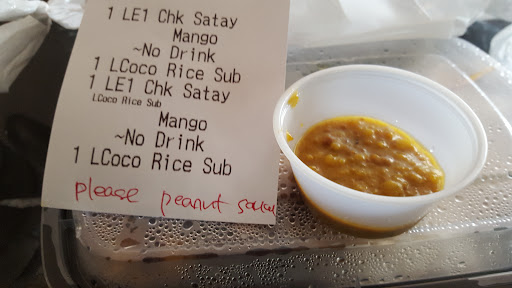 1 LE1 Chk Satay
Mango
~No Drink
1 LCoco Rice Sub
1 LE1 Chk Satay
LCoco Rice Sub
Mango
~No Drink
1 LCoco Rice Sub
please peanut sauce